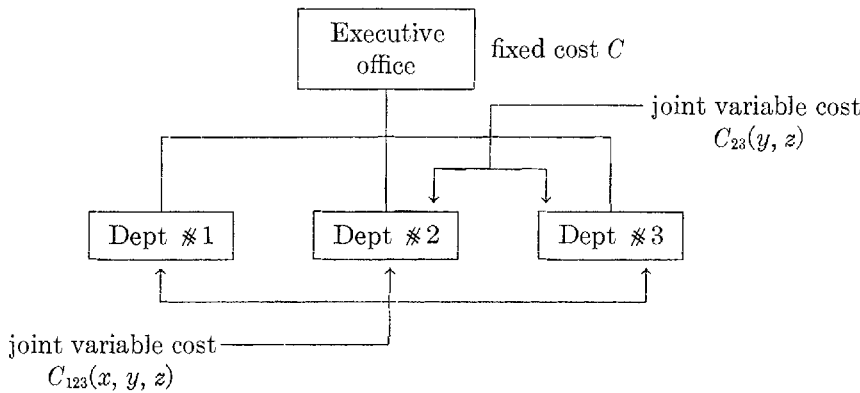 Executive
office
fixed cost C
joint variable cost
C₂₃(y, z)
Dept #1
Dept #2
Dept #3
joint variable cost
C₁₂₃(x, y, z)